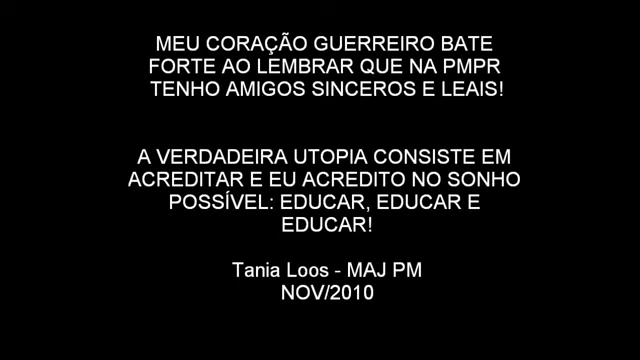 MEU CORAÇÃO GUERREIRO BATE
FORTE AO LEMBRAR QUE NA PMPR
TENHO AMIGOS SINCEROS E LEAIS!
A VERDADEIRA UTOPIA CONSISTE EM
ACREDITAR E EU ACREDITO NO SONHO
POSSÍVEL: EDUCAR, EDUCAR E
EDUCAR!
Tania Loos - MAJ PM
NOV/2010